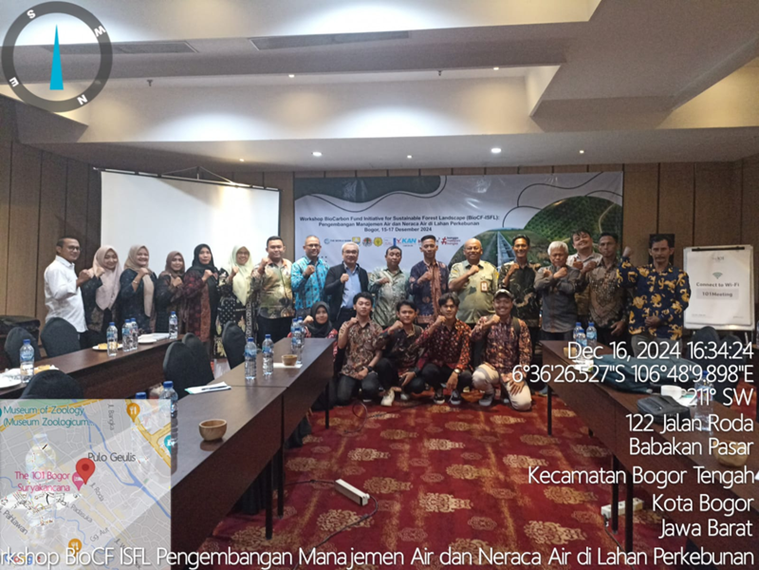 S
W
E
N
Workshop BioCarbon Fund Initiative for Sustainable Forest Landscape (BioCF-ISFL):
Pengembangan Manajemen Air dan Neraca Air di Lahan Perkebunan
Bogor, 15-17 Desember 2024
KAN
Connect to Wi-Fi
101Meeting
Dec 16, 2024 16:34:24
6°36'26.527"S 106°48'9.898"E
211° SW
122 Jalan Roda
Babakan Pasar
Kecamatan Bogor Tengah
Kota Bogor
Jawa Barat
Museum of Zoology
(Museum Zoologicum
Pulo Geulis
The 1O1 Bogor
Suryakancana
rkshop BioCF ISFL Pengembangan Manajemen Air dan Neraca Air di Lahan Perkebunan